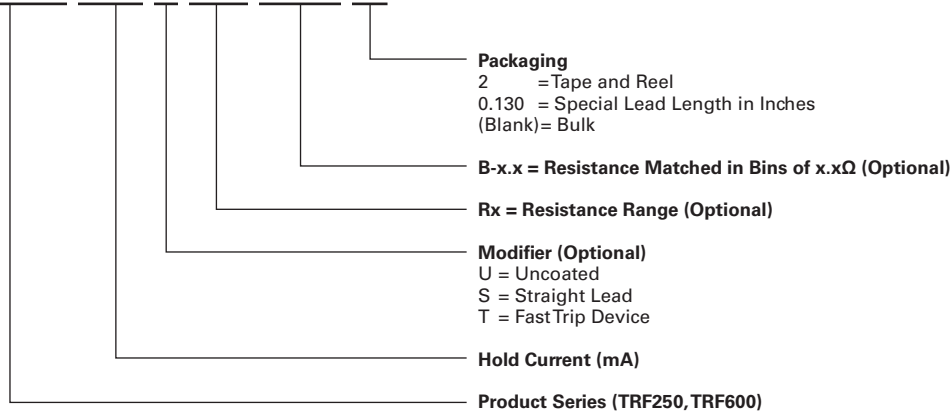 Packaging
2 = Tape and Reel
0.130 = Special Lead Length in Inches
(Blank)= Bulk
B-x.x = Resistance Matched in Bins of x.xΩ (Optional)
Rx = Resistance Range (Optional)
Modifier (Optional)
U = Uncoated
S = Straight Lead
T = Fast Trip Device
Hold Current (mA)
Product Series (TRF250, TRF600)